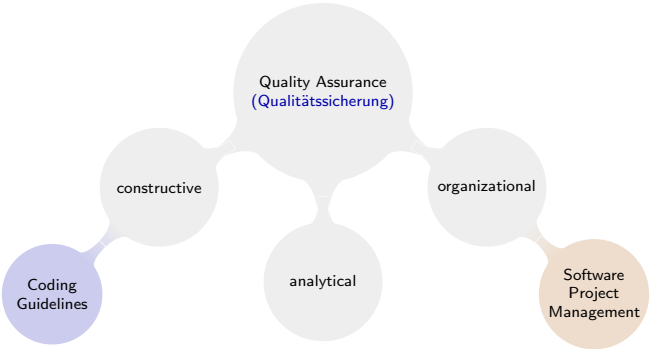 Quality Assurance
(Qualitätssicherung)
constructive
organizational
analytical
Coding
Guidelines
Software
Project
Management